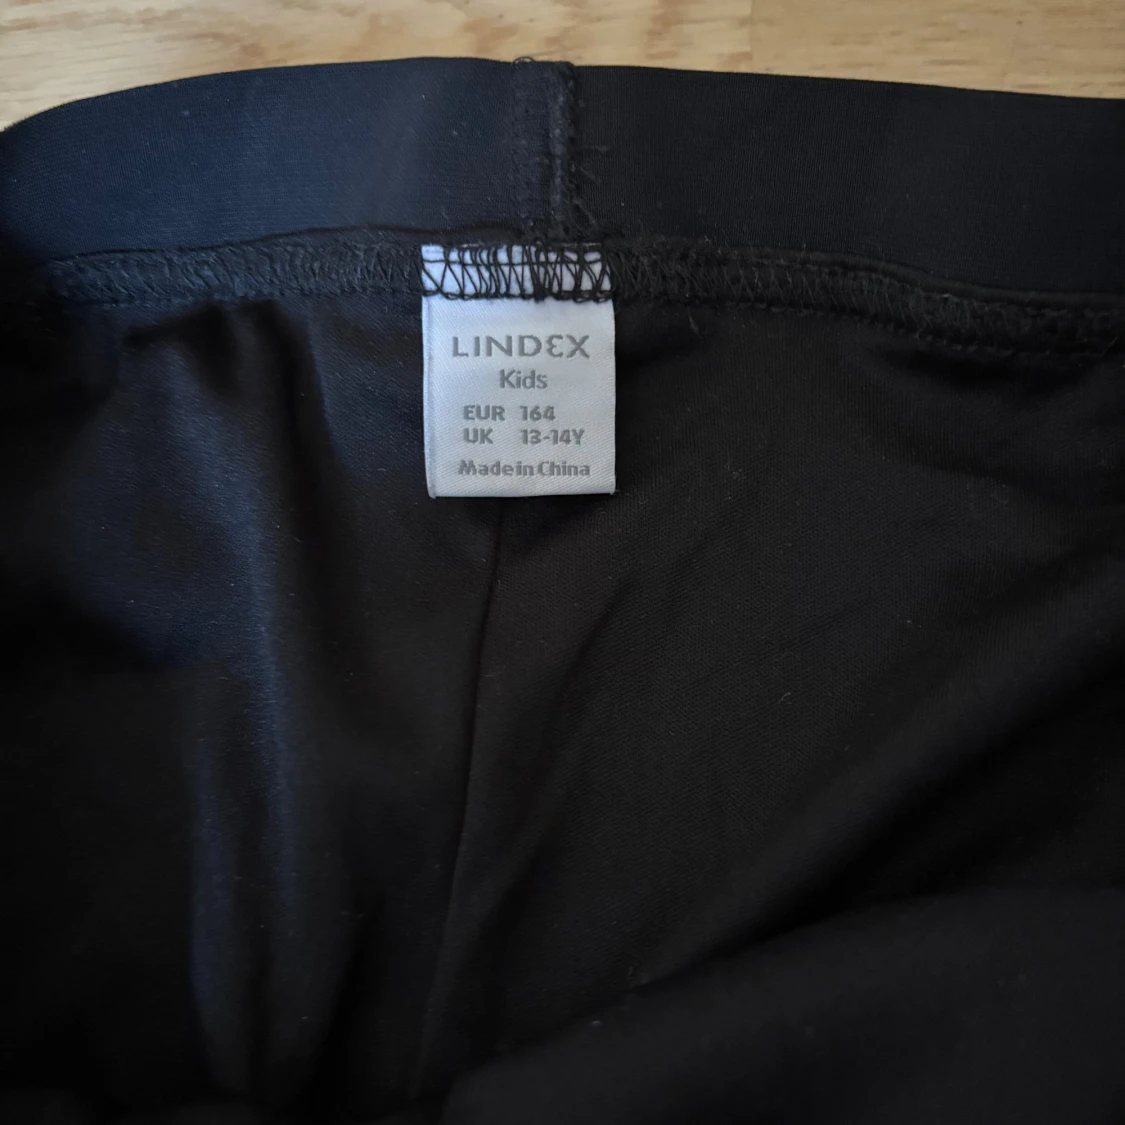 LINDEX
Kids
EUR 164
UK 13-14Y
Made in China